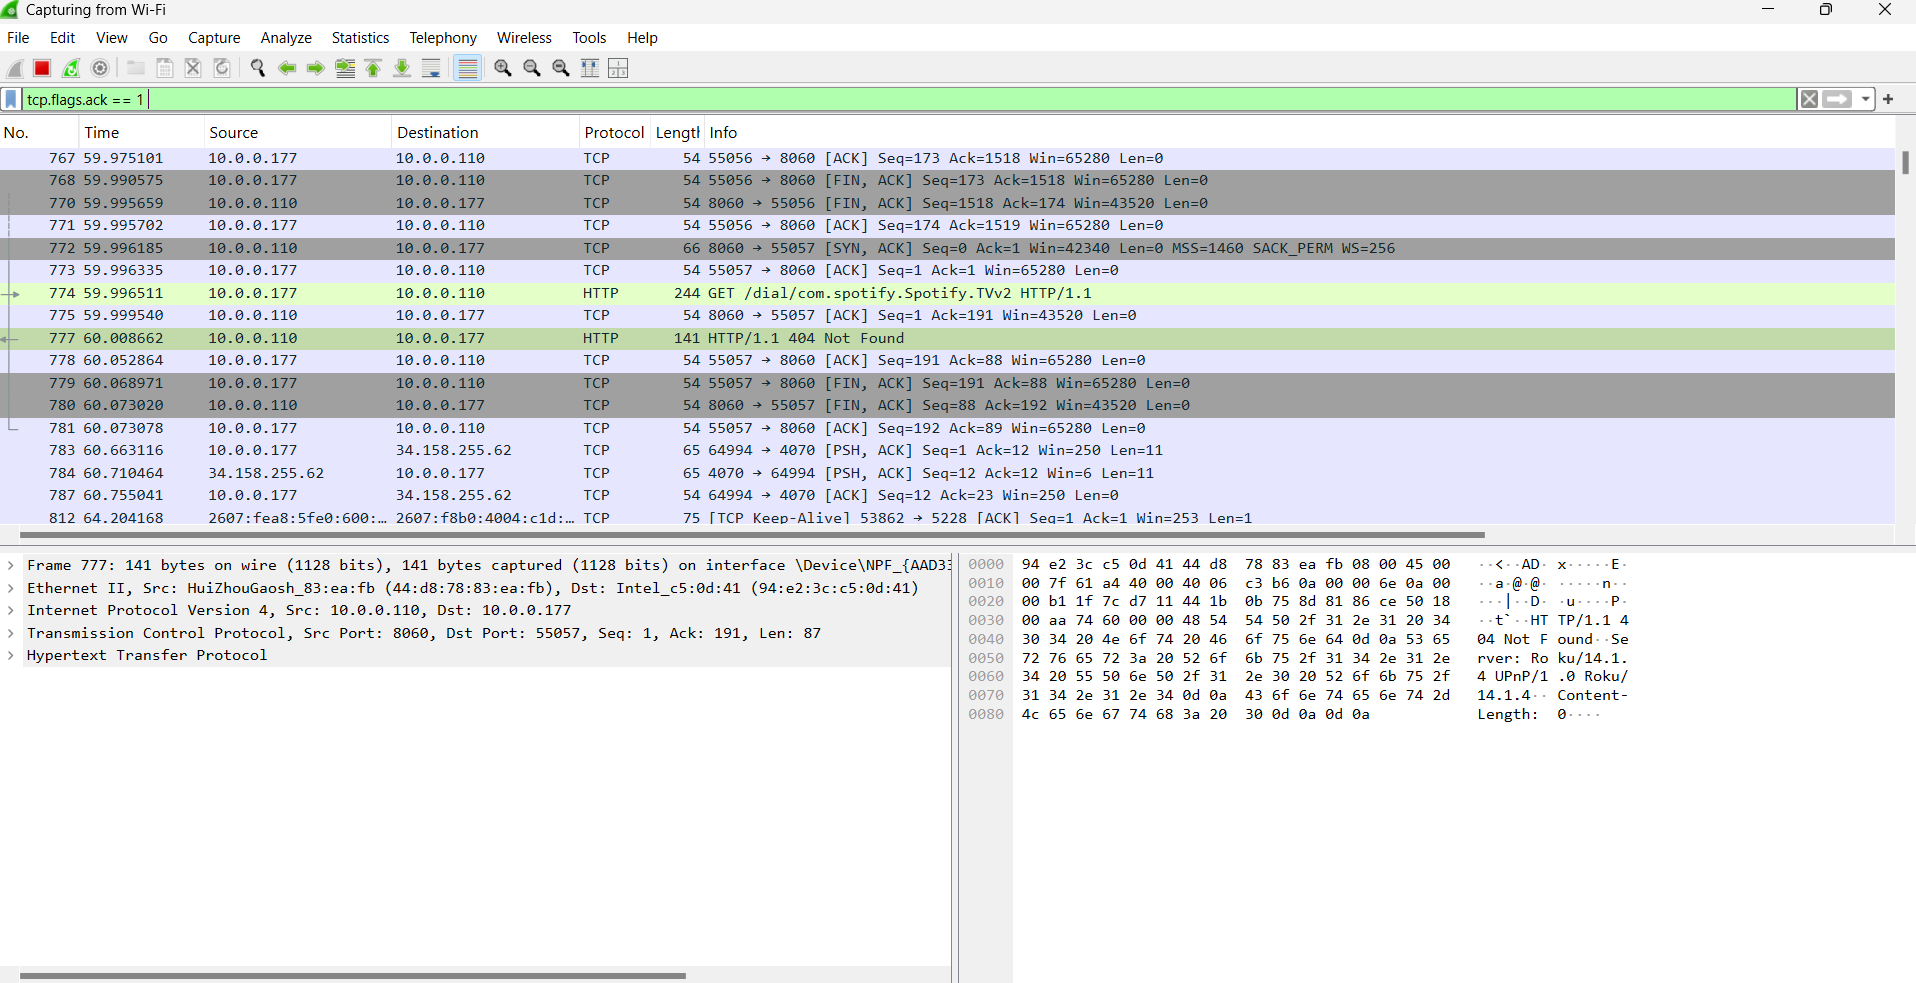 Capturing from Wi-Fi
File Edit View Go Capture Analyze Statistics Telephony Wireless Tools Help
tcp.flags.ack == 1
No. Time Source Destination Protocol Length Info
767 59.975101 10.0.0.177 10.0.0.110 TCP 54 55056 → 8060 [ACK] Seq=173 Ack=1518 Win=65280 Len=0
768 59.990575 10.0.0.177 10.0.0.110 TCP 54 55056 → 8060 [FIN, ACK] Seq=173 Ack=1518 Win=65280 Len=0
770 59.995659 10.0.0.110 10.0.0.177 TCP 54 8060 → 55056 [FIN, ACK] Seq=1518 Ack=174 Win=43520 Len=0
771 59.995702 10.0.0.177 10.0.0.110 TCP 54 55056 → 8060 [ACK] Seq=174 Ack=1519 Win=65280 Len=0
772 59.996185 10.0.0.110 10.0.0.177 TCP 66 8060 → 55057 [SYN, ACK] Seq=0 Ack=1 Win=42340 Len=0 MSS=1460 SACK_PERM WS=256
773 59.996335 10.0.0.177 10.0.0.110 TCP 54 55057 → 8060 [ACK] Seq=1 Ack=1 Win=65280 Len=0
774 59.996511 10.0.0.177 10.0.0.110 HTTP 244 GET /dial/com.spotify.Spotify.TVv2 HTTP/1.1
775 59.999540 10.0.0.110 10.0.0.177 TCP 54 8060 → 55057 [ACK] Seq=1 Ack=191 Win=43520 Len=0
777 60.008662 10.0.0.110 10.0.0.177 HTTP 141 HTTP/1.1 404 Not Found
778 60.052864 10.0.0.177 10.0.0.110 TCP 54 55057 → 8060 [ACK] Seq=191 Ack=88 Win=65280 Len=0
779 60.068971 10.0.0.177 10.0.0.110 TCP 54 55057 → 8060 [FIN, ACK] Seq=191 Ack=88 Win=65280 Len=0
780 60.073020 10.0.0.110 10.0.0.177 TCP 54 8060 → 55057 [FIN, ACK] Seq=88 Ack=192 Win=43520 Len=0
781 60.073078 10.0.0.177 10.0.0.110 TCP 54 55057 → 8060 [ACK] Seq=192 Ack=89 Win=65280 Len=0
783 60.663116 10.0.0.177 34.158.255.62 TCP 65 64994 → 4070 [PSH, ACK] Seq=1 Ack=12 Win=250 Len=11
784 60.710464 34.158.255.62 10.0.0.177 TCP 65 4070 → 64994 [PSH, ACK] Seq=12 Ack=12 Win=6 Len=11
787 60.755041 10.0.0.177 34.158.255.62 TCP 54 64994 → 4070 [ACK] Seq=12 Ack=23 Win=250 Len=0
812 64.204168 2607:fea8:5fe0:600:… 2607:f8b0:4004:c1d:… TCP 75 [TCP Keep-Alive] 53862 → 5228 [ACK] Seq=1 Ack=1 Win=253 Len=1
Frame 777: 141 bytes on wire (1128 bits), 141 bytes captured (1128 bits) on interface \Device\NPF_{AAD33
Ethernet II, Src: HuiZhouGaosh_83:ea:fb (44:d8:78:83:ea:fb), Dst: Intel_c5:0d:41 (94:e2:3c:c5:0d:41)
Internet Protocol Version 4, Src: 10.0.0.110, Dst: 10.0.0.177
Transmission Control Protocol, Src Port: 8060, Dst Port: 55057, Seq: 1, Ack: 191, Len: 87
Hypertext Transfer Protocol
0000 94 e2 3c c5 0d 41 44 d8 78 83 ea fb 08 00 45 00 ··<··AD· x·····E·
0010 00 7f 61 a4 40 00 40 06 c3 b6 0a 00 00 6e 0a 00 ··a·@·@· ·····n··
0020 00 b1 1f 7c d7 11 44 1b 0b 75 8d 81 86 ce 50 18 ···|··D· ·u····P·
0030 00 aa 74 60 00 00 48 54 54 50 2f 31 2e 31 20 34 ··t`··HT TP/1.1 4
0040 30 34 20 4e 6f 74 20 46 6f 75 6e 64 0d 0a 53 65 04 Not F ound··Se
0050 72 76 65 72 3a 20 52 6f 6b 75 2f 31 34 2e 31 2e rver: Ro ku/14.1.
0060 34 20 55 50 6e 50 2f 31 2e 30 20 52 6f 6b 75 2f 4 UPnP/1 .0 Roku/
0070 31 34 2e 31 2e 34 0d 0a 43 6f 6e 74 65 6e 74 2d 14.1.4·· Content-
0080 4c 65 6e 67 74 68 3a 20 30 0d 0a 0d 0a Length: 0····